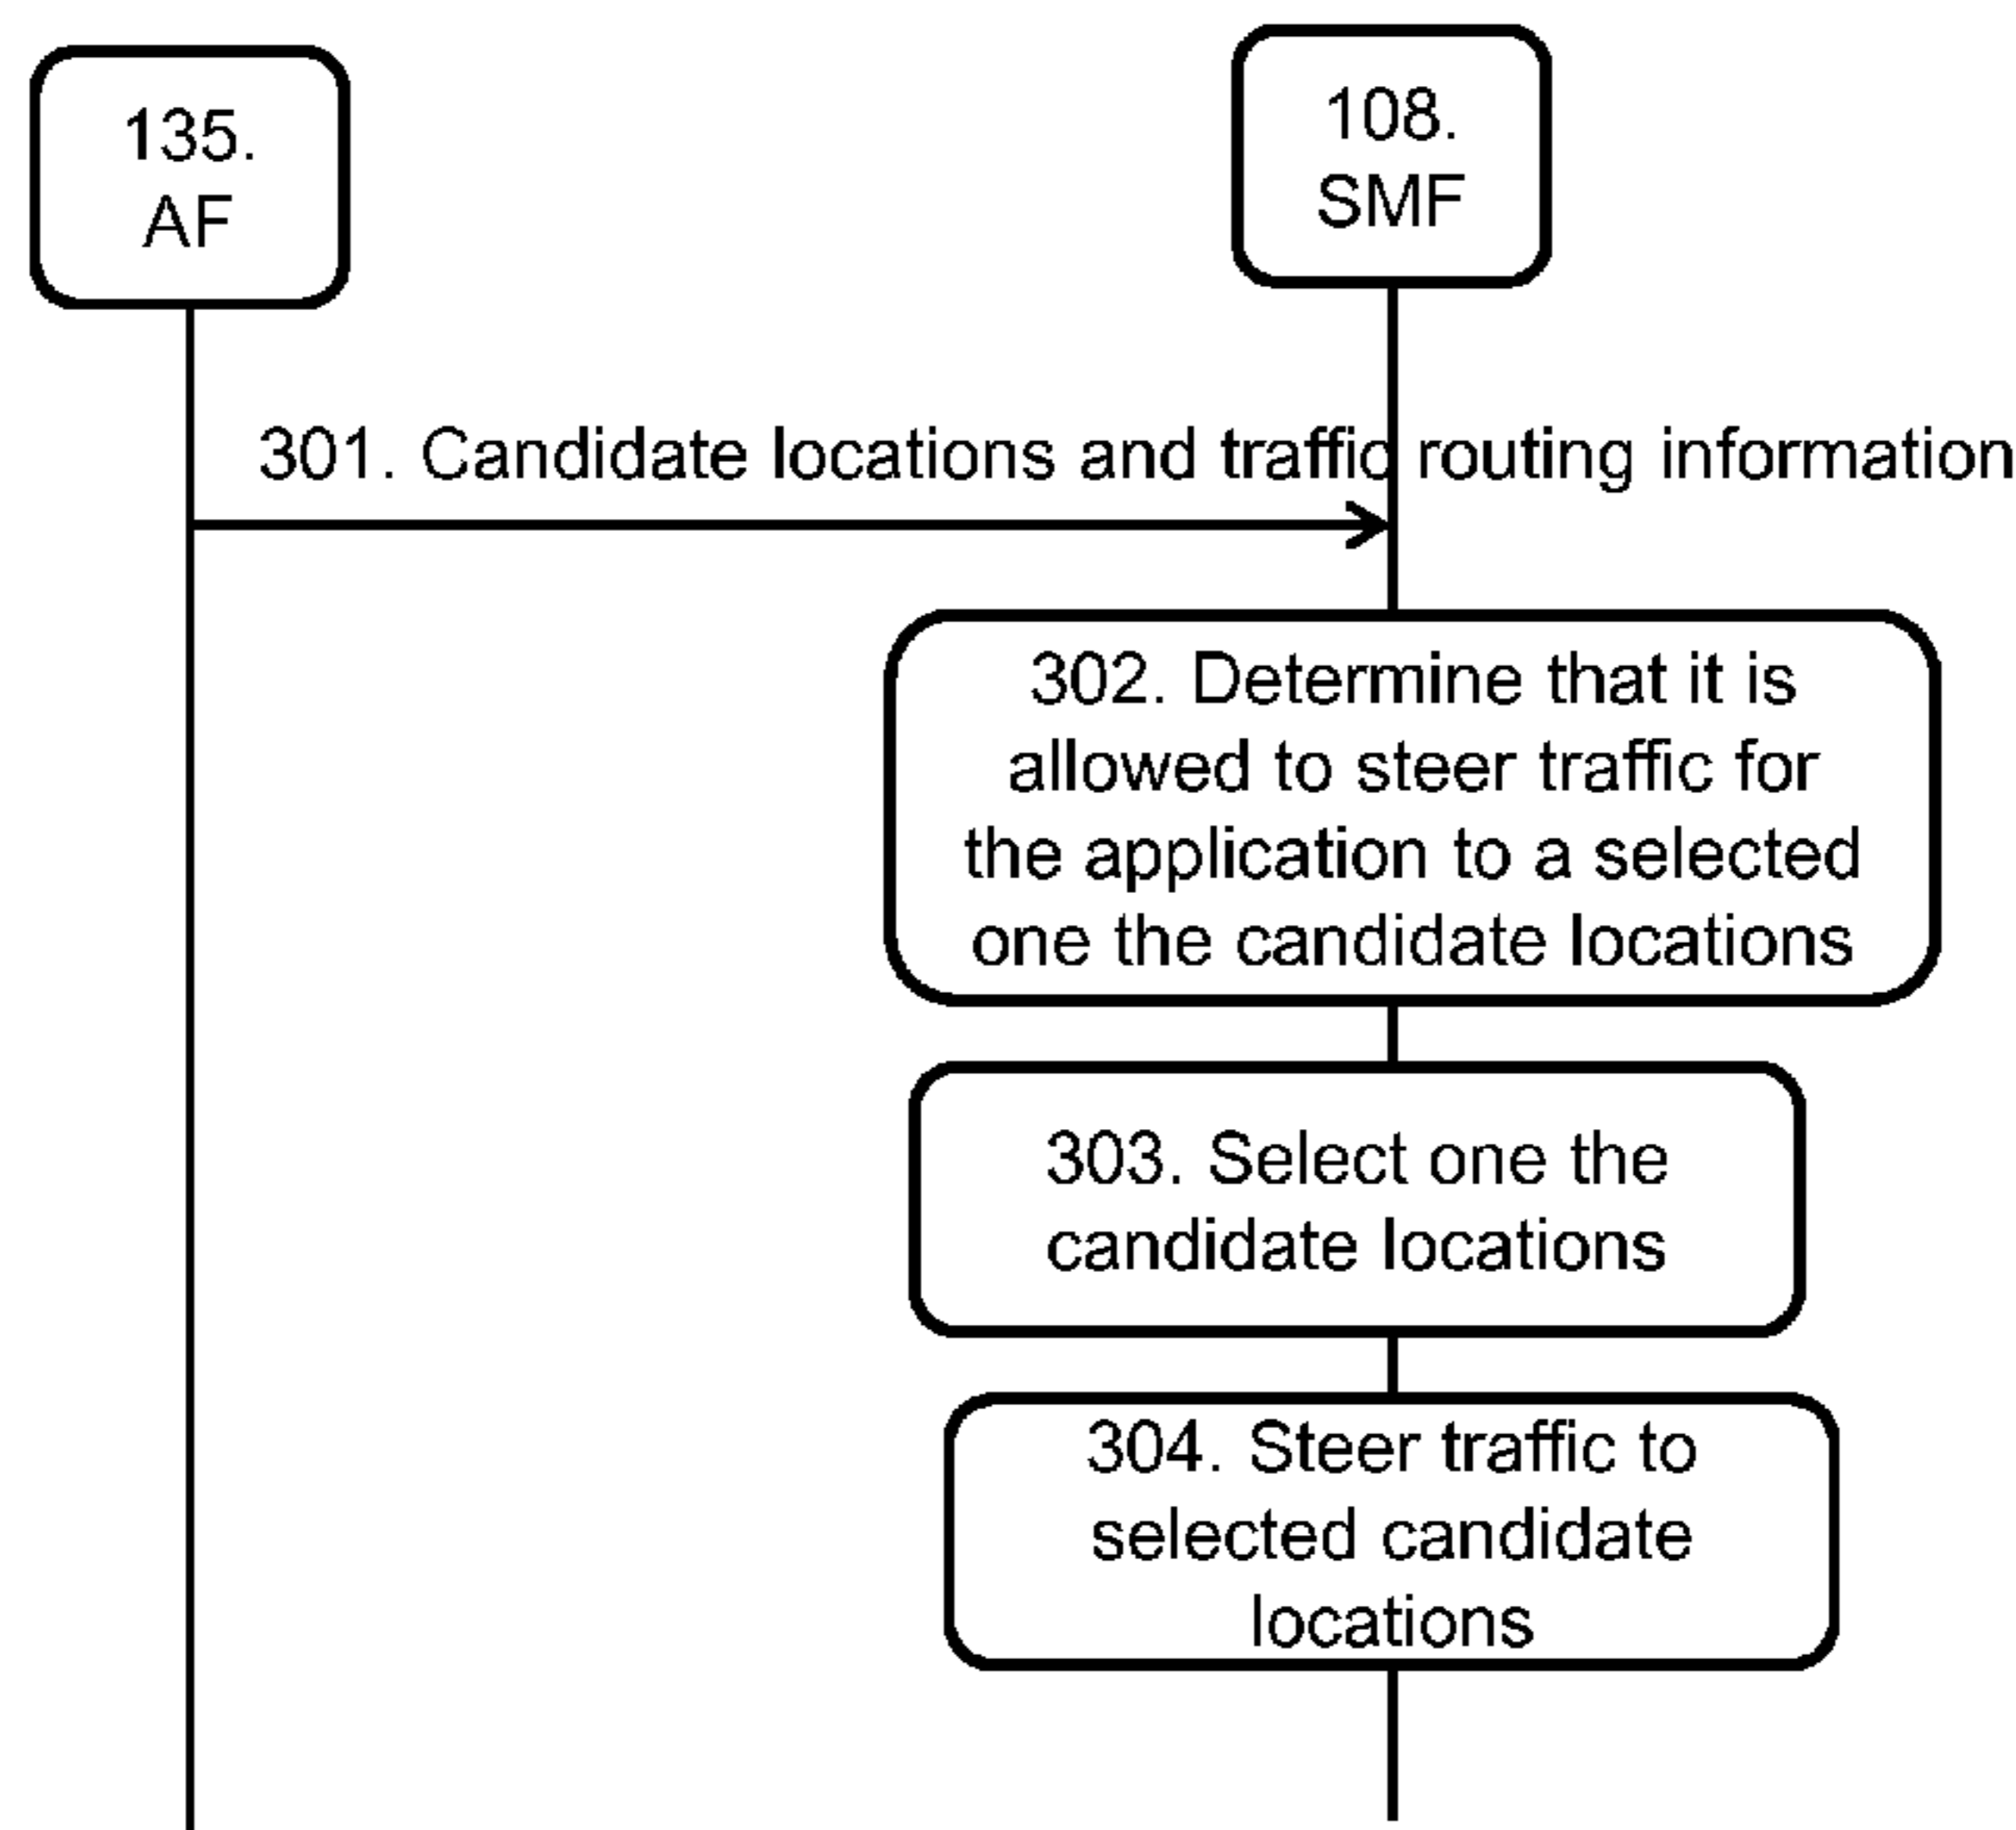 135.
AF
108.
SMF
301. Candidate locations and traffic routing information
302. Determine that it is
allowed to steer traffic for
the application to a selected
one the candidate locations
303. Select one the
candidate locations
304. Steer traffic to
selected candidate
locations